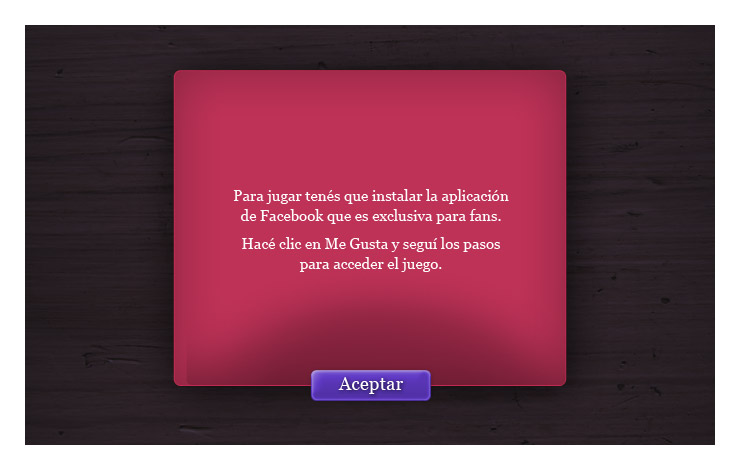 Para jugar tenés que instalar la aplicación
de Facebook que es exclusiva para fans.
Hacé clic en Me Gusta y seguí los pasos
para acceder el juego.
Aceptar